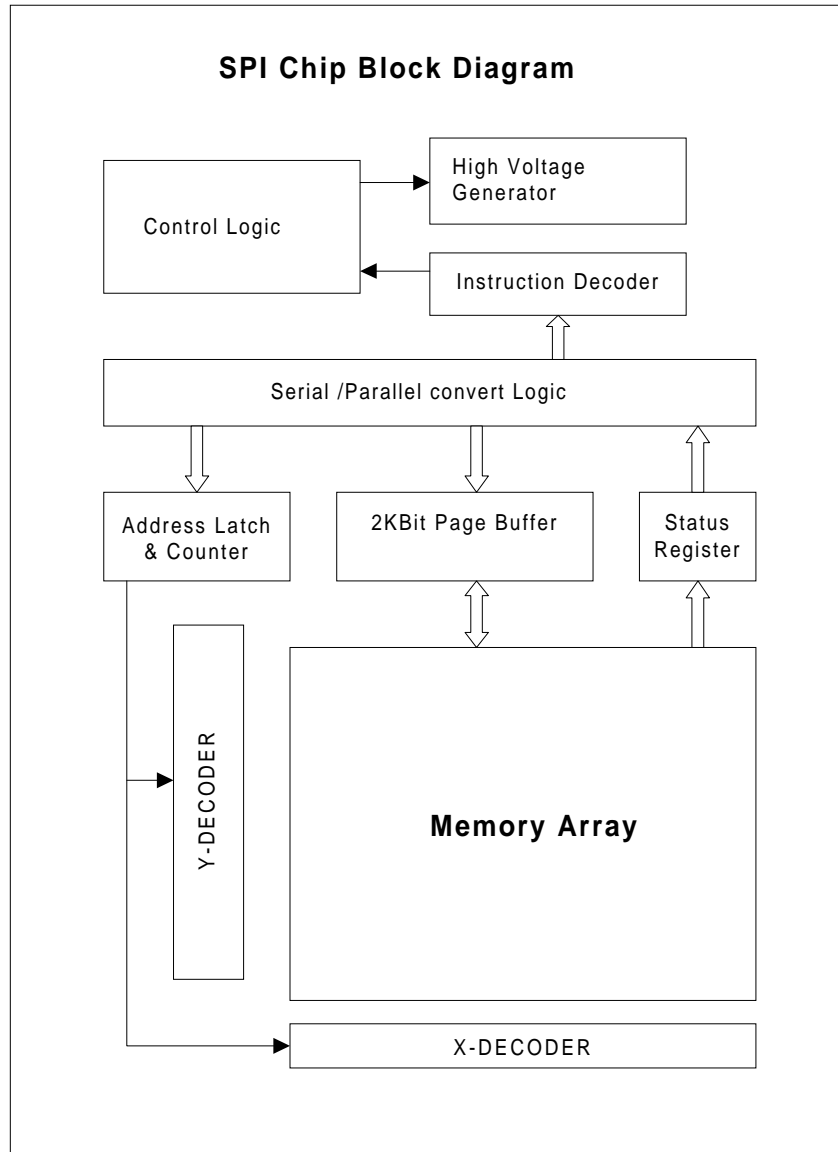 SPI Chip Block Diagram
High Voltage
Generator
Control Logic
Instruction Decoder
Serial /Parallel convert Logic
Address Latch
& Counter
2KBit Page Buffer
Status
Register
Y-DECODER
Memory Array
X-DECODER